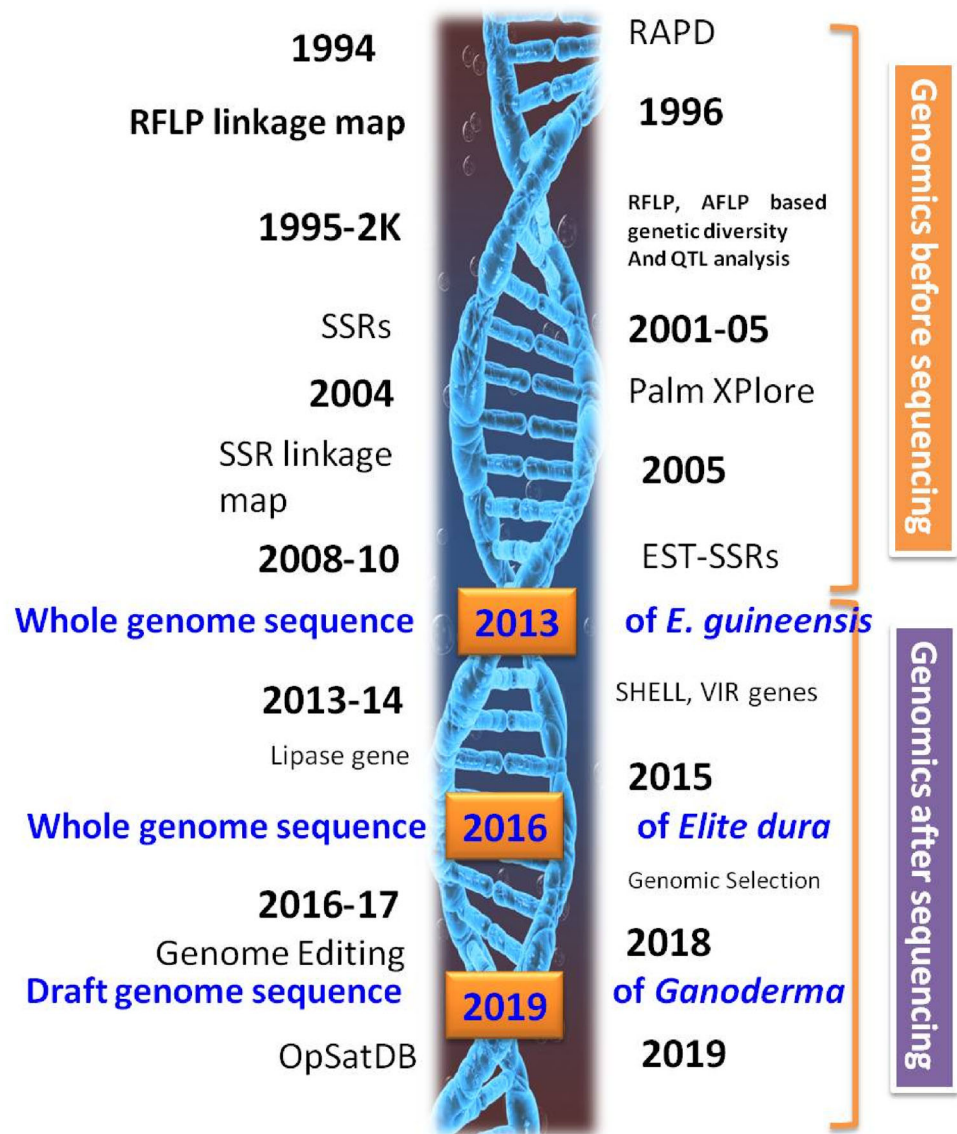 1994
RAPD
RFLP linkage map
1996
1995-2K
RFLP, AFLP based
genetic diversity
And QTL analysis
SSRs
2001-05
2004
Palm XPlore
SSR linkage
map
2005
2008-10
EST-SSRs
Whole genome sequence 2013 of E. guineensis
2013-14
SHELL, VIR genes
Lipase gene
2015
Whole genome sequence 2016 of Elite dura
Genomic Selection
2016-17
2018
Genome Editing
Draft genome sequence 2019 of Ganoderma
OpSatDB
2019
Genomics before sequencing
Genomics after sequencing